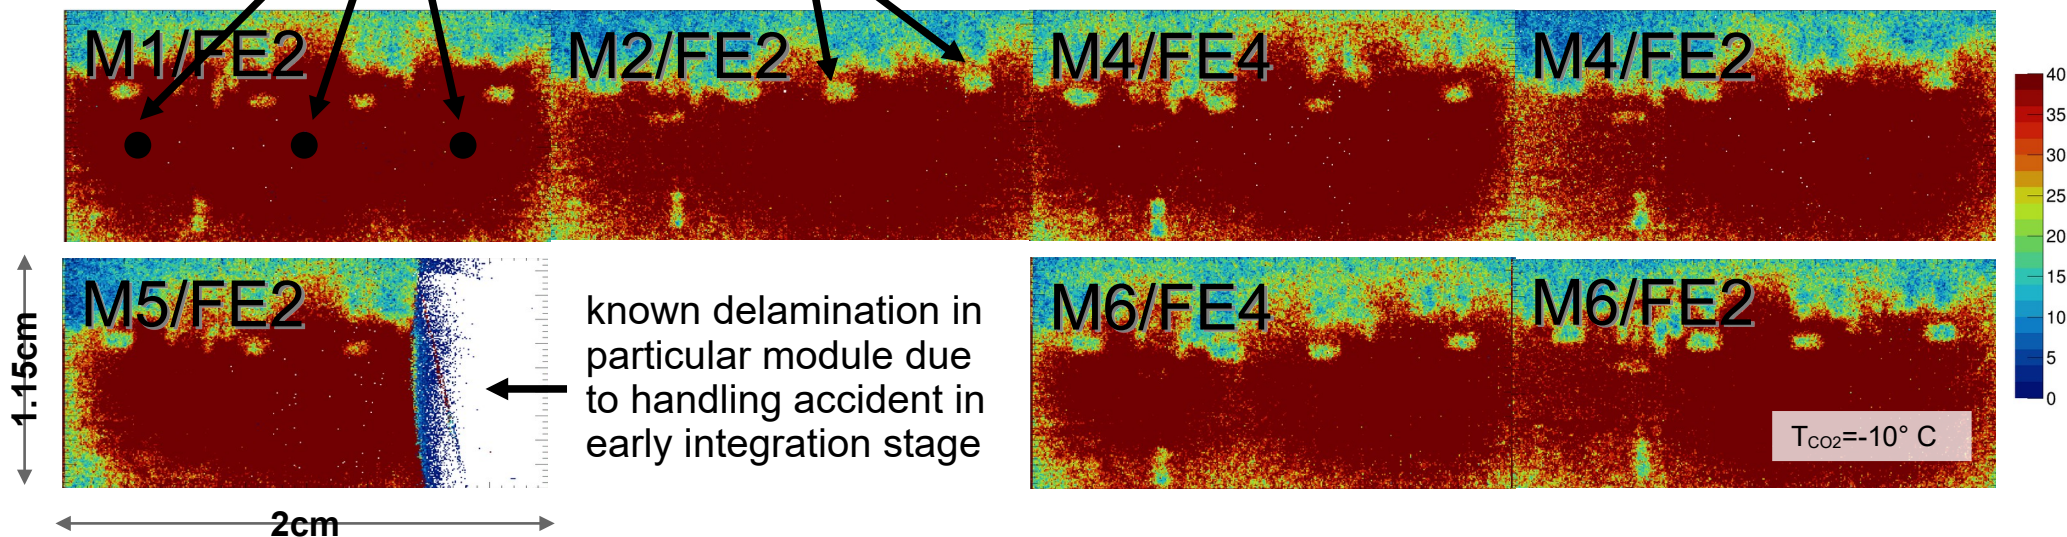 M1/FE2
M2/FE2
M4/FE4
M4/FE2
40
35
30
25
20
15
10
5
0
M5/FE2
known delamination in
particular module due
to handling accident in
early integration stage
M6/FE4
M6/FE2
TCO2=-10° C
1.15cm
2cm